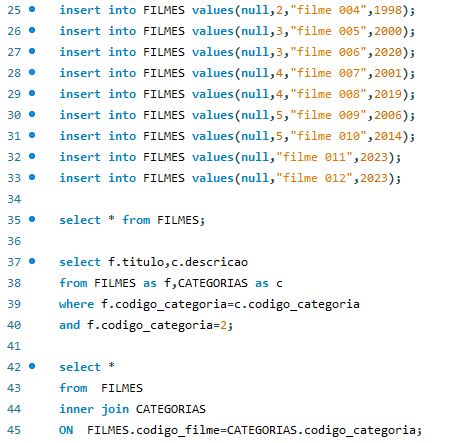 25 insert into FILMES values(null,2,"filme 004",1998);
26 insert into FILMES values(null,3,"filme 005",2000);
27 insert into FILMES values(null,3,"filme 006",2020);
28 insert into FILMES values(null,4,"filme 007",2001);
29 insert into FILMES values(null,4,"filme 008",2019);
30 insert into FILMES values(null,5,"filme 009",2006);
31 insert into FILMES values(null,5,"filme 010",2014);
32 insert into FILMES values(null,"filme 011",2023);
33 insert into FILMES values(null,"filme 012",2023);
34
35 select * from FILMES;
36
37 select f.titulo,c.descricao
38 from FILMES as f,CATEGORIAS as c
39 where f.codigo_categoria=c.codigo_categoria
40 and f.codigo_categoria=2;
41
42 select *
43 from  FILMES
44 inner join CATEGORIAS
45 ON  FILMES.codigo_filme=CATEGORIAS.codigo_categoria;